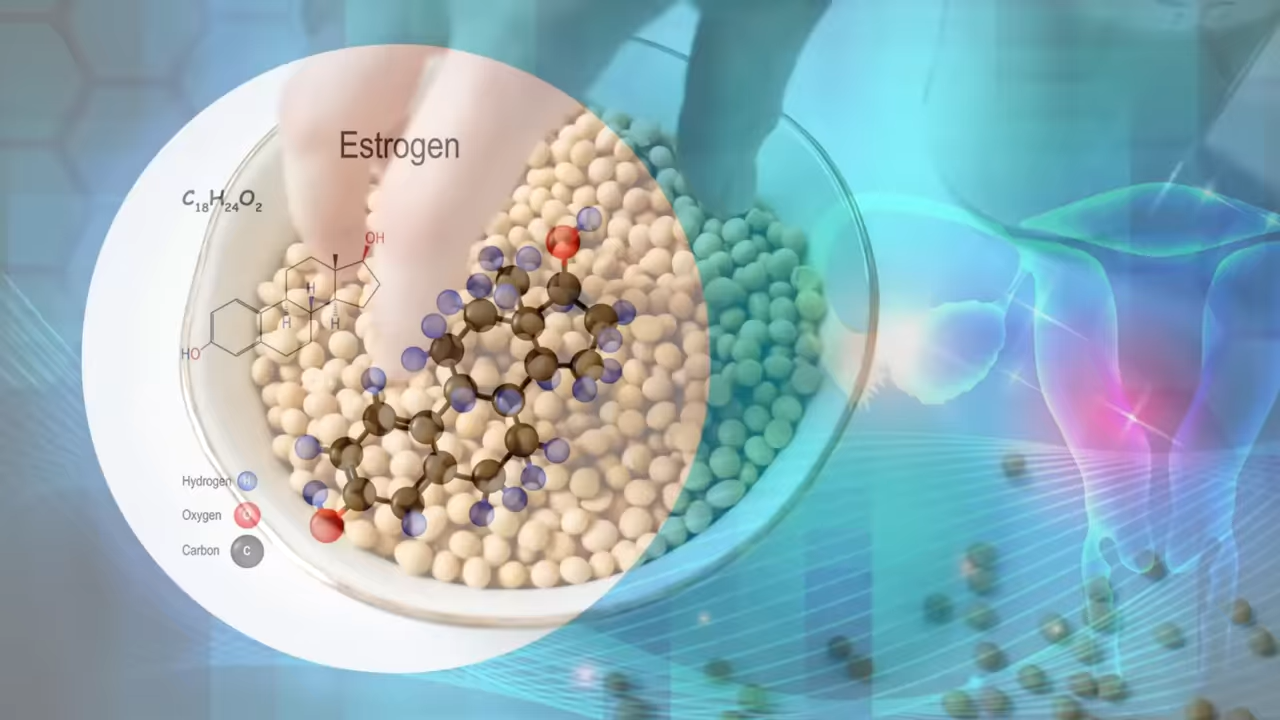 Estrogen
C18H24O2
OH
H
H
H
HO
Hydrogen H
Oxygen O
Carbon C